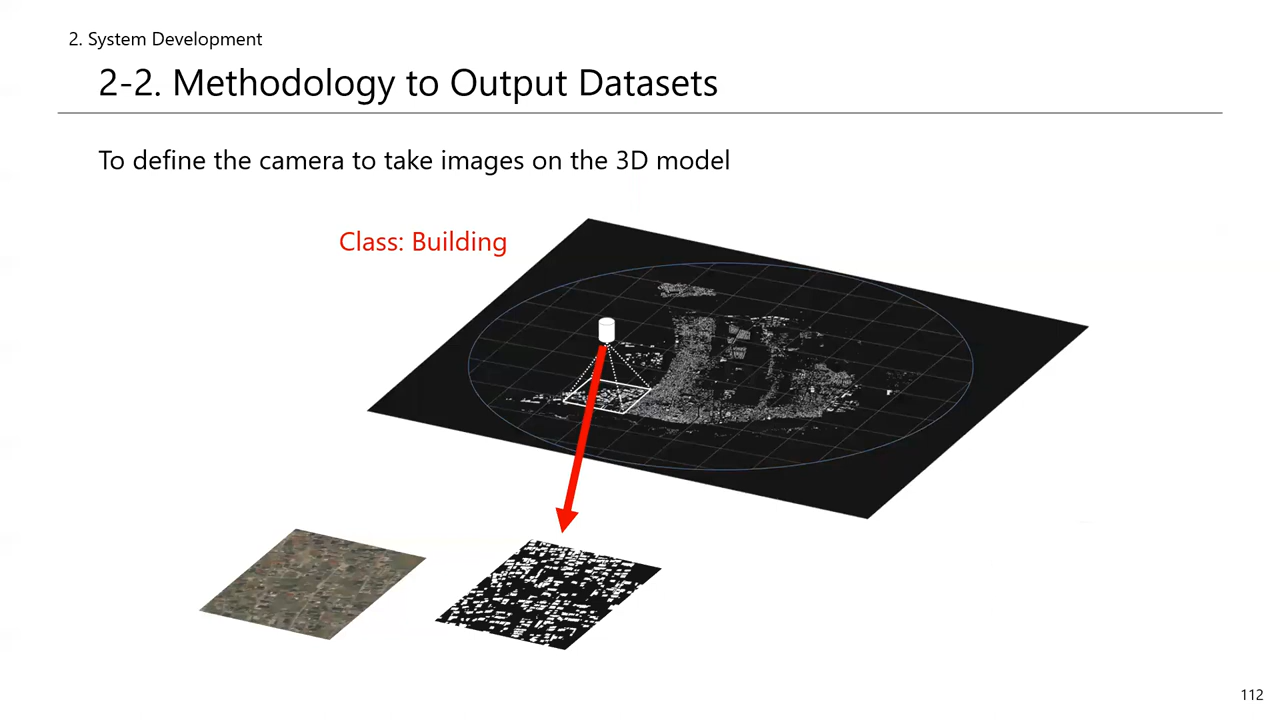 2. System Development
2-2. Methodology to Output Datasets
To define the camera to take images on the 3D model
Class: Building
112